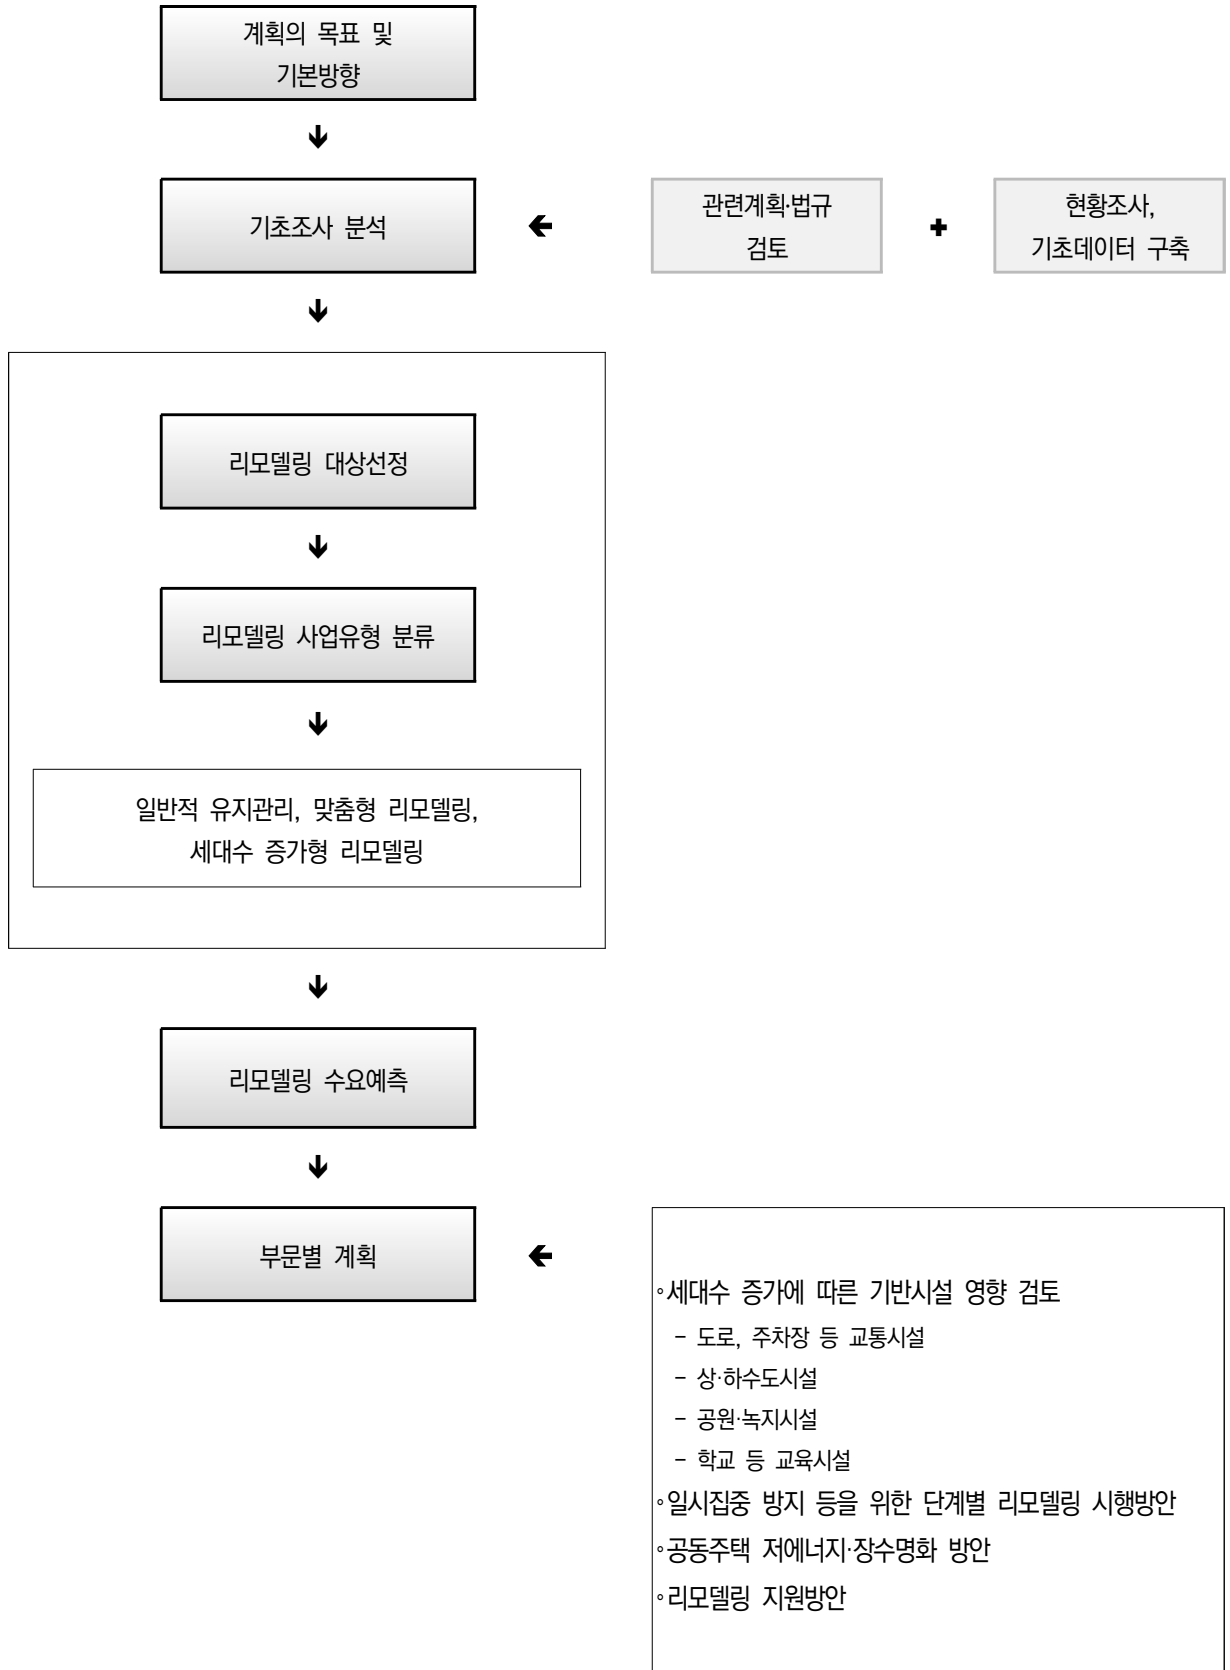 계획의 목표 및
기본방향
기초조사 분석
관련계획·법규
검토
현황조사,
기초데이터 구축
리모델링 대상선정
리모델링 사업유형 분류
일반적 유지관리, 맞춤형 리모델링,
세대수 증가형 리모델링
리모델링 수요예측
부문별 계획
◦세대수 증가에 따른 기반시설 영향 검토
- 도로, 주차장 등 교통시설
- 상·하수도시설
- 공원·녹지시설
- 학교 등 교육시설
◦일시집중 방지 등을 위한 단계별 리모델링 시행방안
◦공동주택 저에너지·장수명화 방안
◦리모델링 지원방안